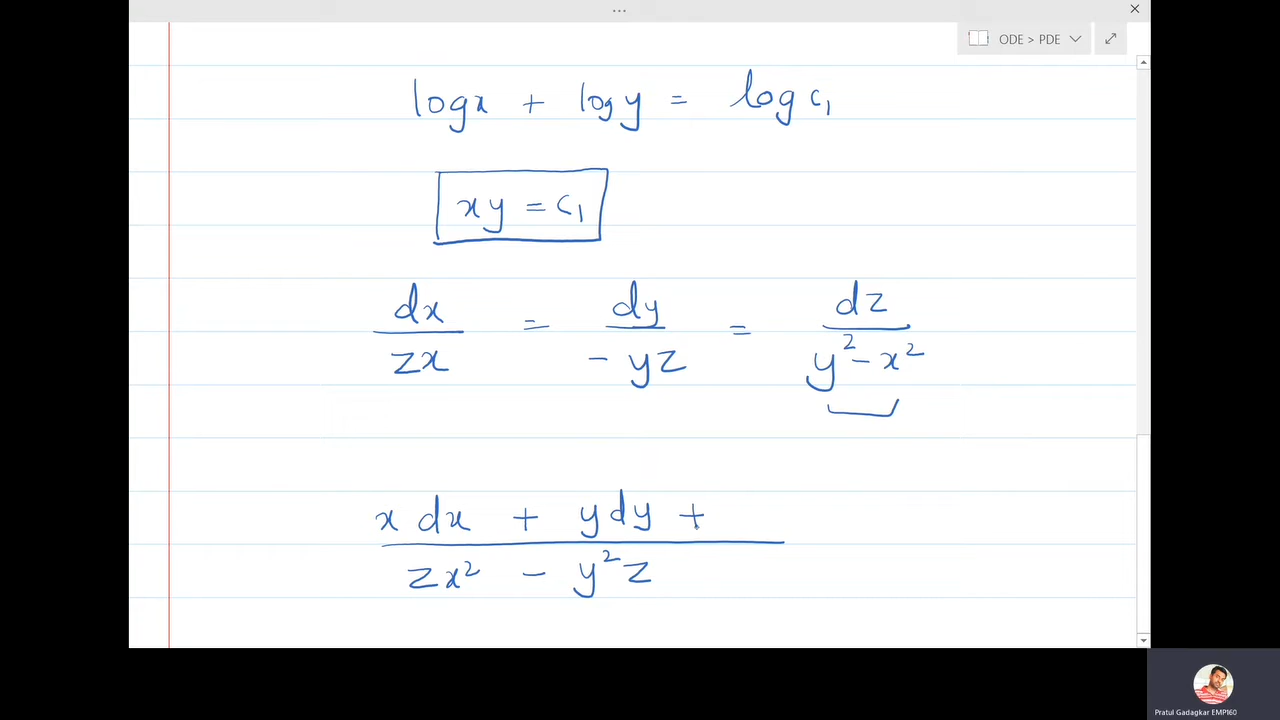 ...
ODE > PDE
log x + log y = log c₁
xy = c₁
dx/zx = dy/-yz = dz/y²-x²
x dx + y dy +
zx² - y²z
Pratul Gadagkar EMP160